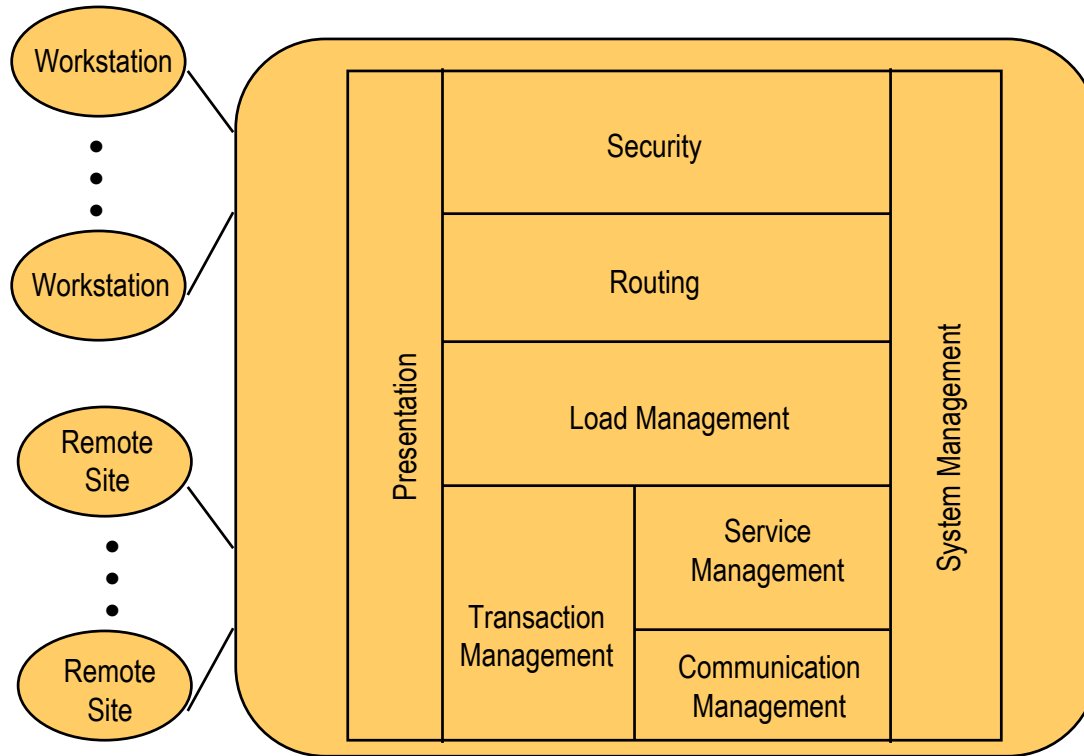 Workstation
Workstation
Remote
Site
Remote
Site
Presentation
Security
Routing
Load Management
Transaction
Management
Service
Management
Communication
Management
System Management